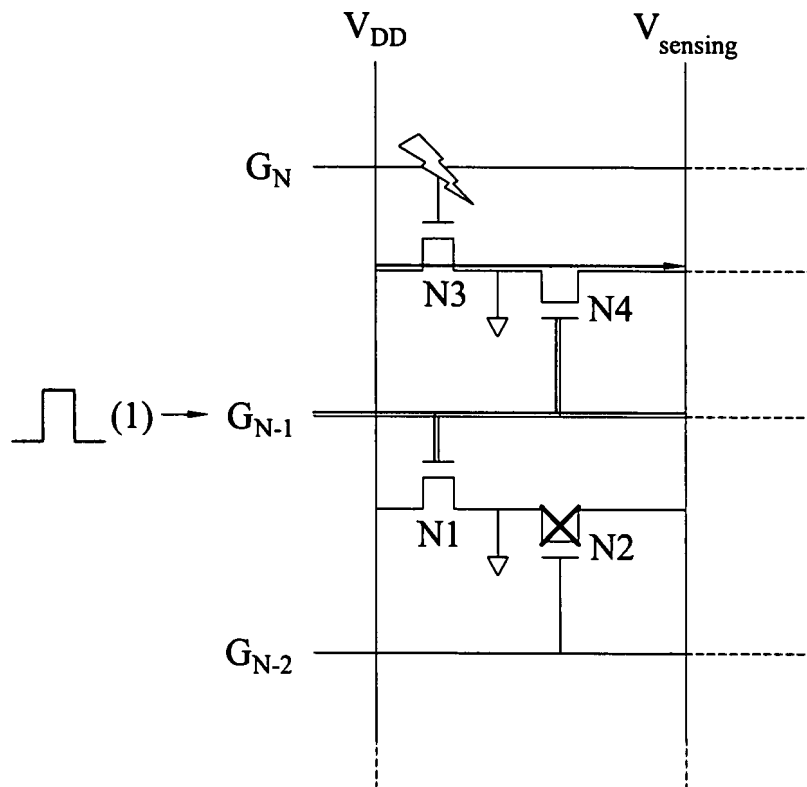 V_DD
V_sensing
G_N
N3
N4
(1)
G_N-1
N1
N2
G_N-2